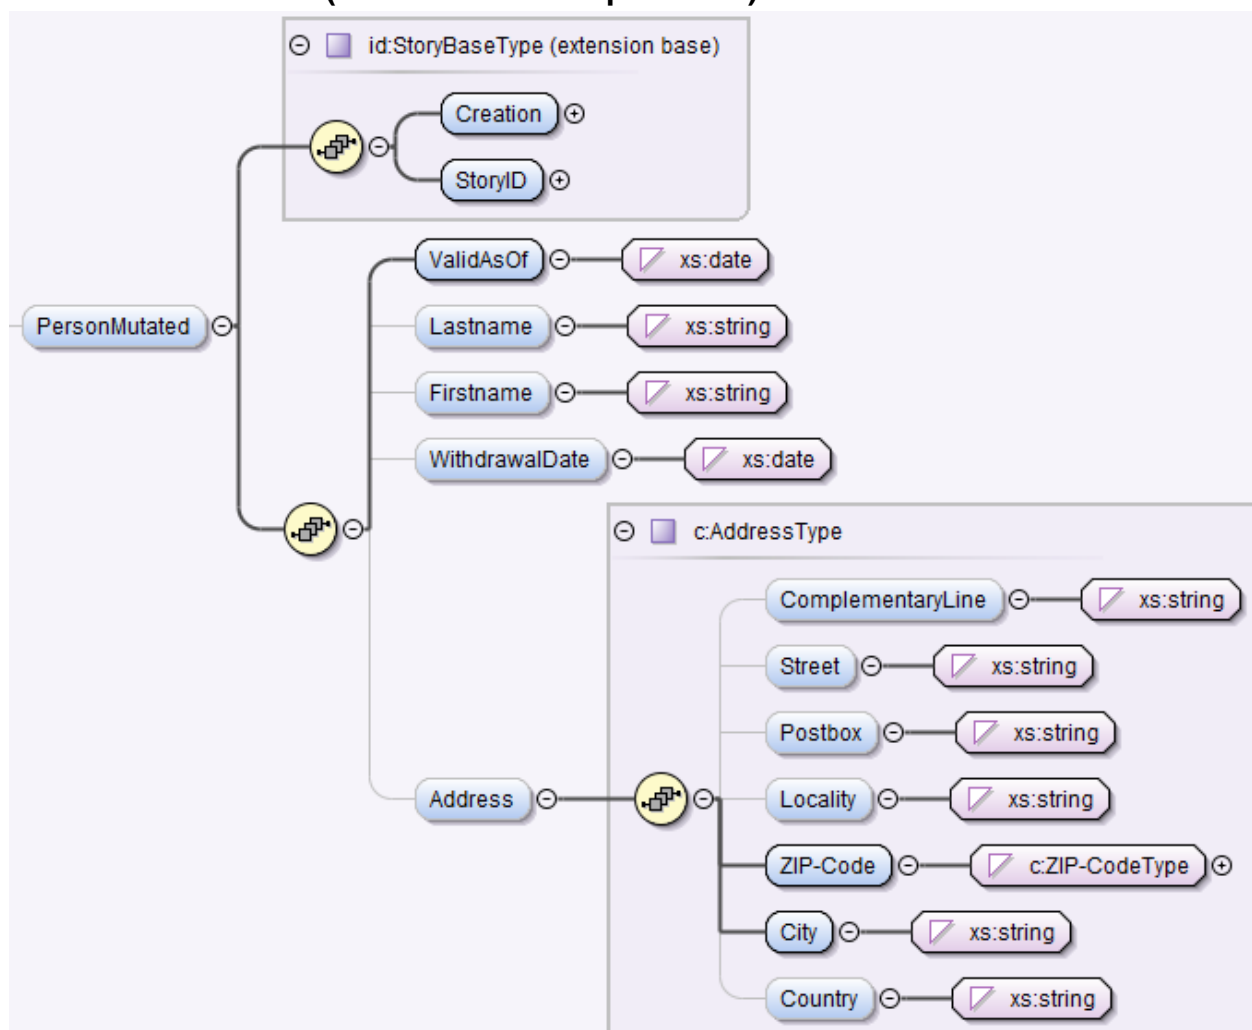 id:StoryBaseType (extension base)
Creation
StoryID
ValidAsOf xs:date
PersonMutated
Lastname xs:string
Firstname xs:string
WithdrawalDate xs:date
c:AddressType
ComplementaryLine xs:string
Street xs:string
Postbox xs:string
Address
Locality xs:string
ZIP-Code c:ZIP-CodeType
City xs:string
Country xs:string